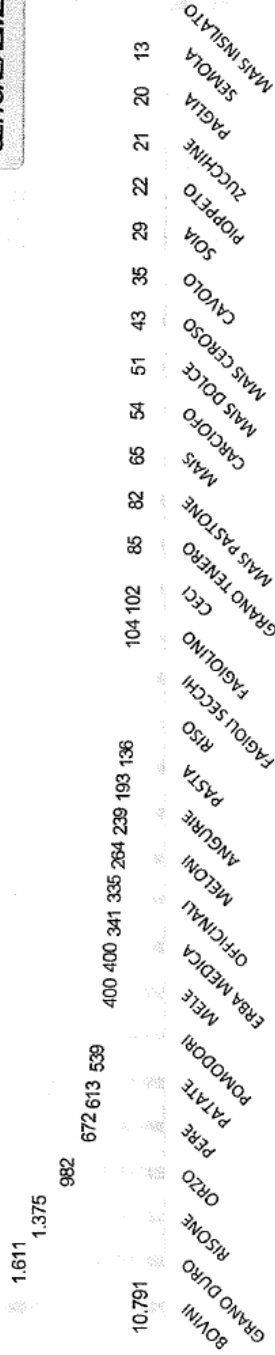 1.611
1.375
982
672 613 539
400 400 341 335 264 239 193 136
10.791
104 102 85 82 65 54 51 43 35 29 22 21 20 13
BOVINI
GRANO DURO
RISONE
ORZO
PERE
PATATE
POMODORI
MELE
ERBA MEDICA
OFFICINALI
MELONI
ANGURIE
PASTA
RISO
FAGIOLI SECCHI
FAGIOLINO
CECI
GRANO TENERO
MAIS PASTONE
MAIS
CARCIOFO
MAIS DOLCE
MAIS CEROSO
CAVOLO
SOIA
PIOPPETO
ZUCCHINE
PAGLIA
SEMOLA
MAIS INSILATO